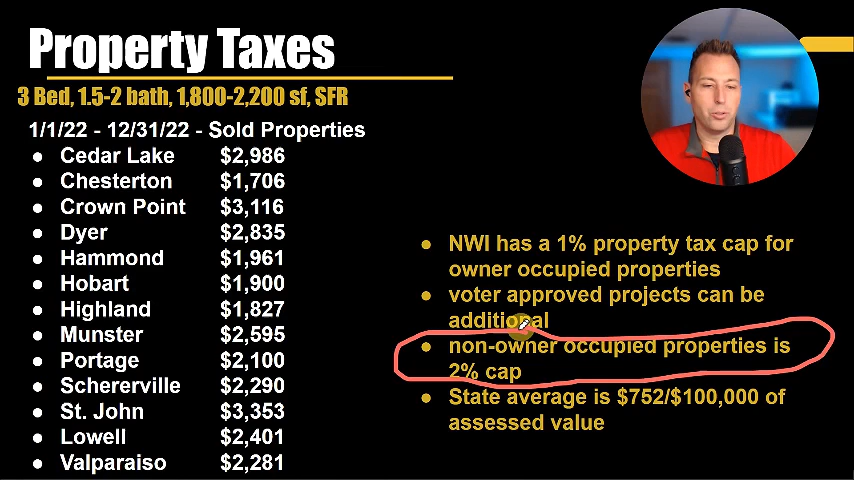 Property Taxes
3 Bed, 1.5-2 bath, 1,800-2,200 sf, SFR
1/1/22 - 12/31/22 - Sold Properties
● Cedar Lake $2,986
● Chesterton $1,706
● Crown Point $3,116
● Dyer $2,835
● Hammond $1,961
● Hobart $1,900
● Highland $1,827
● Munster $2,595
● Portage $2,100
● Schererville $2,290
● St. John $3,353
● Lowell $2,401
● Valparaiso $2,281
● NWI has a 1% property tax cap for
owner occupied properties
● voter approved projects can be
additional
● non-owner occupied properties is
2% cap
● State average is $752/$100,000 of
assessed value